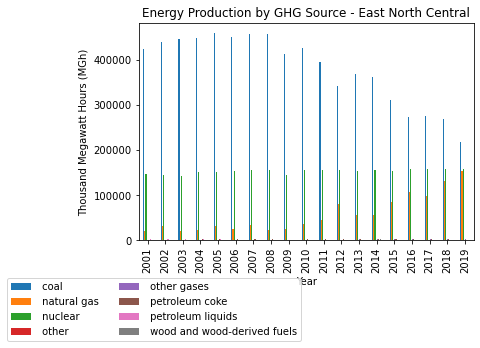 Energy Production by GHG Source - East North Central
Thousand Megawatt Hours (MGh)
400000
300000
200000
100000
0
2001 2002 2003 2004 2005 2006 2007 2008 2009 2010 2011 2012 2013 2014 2015 2016 2017 2018 2019
Year
coal
natural gas
nuclear
other
other gases
petroleum coke
petroleum liquids
wood and wood-derived fuels